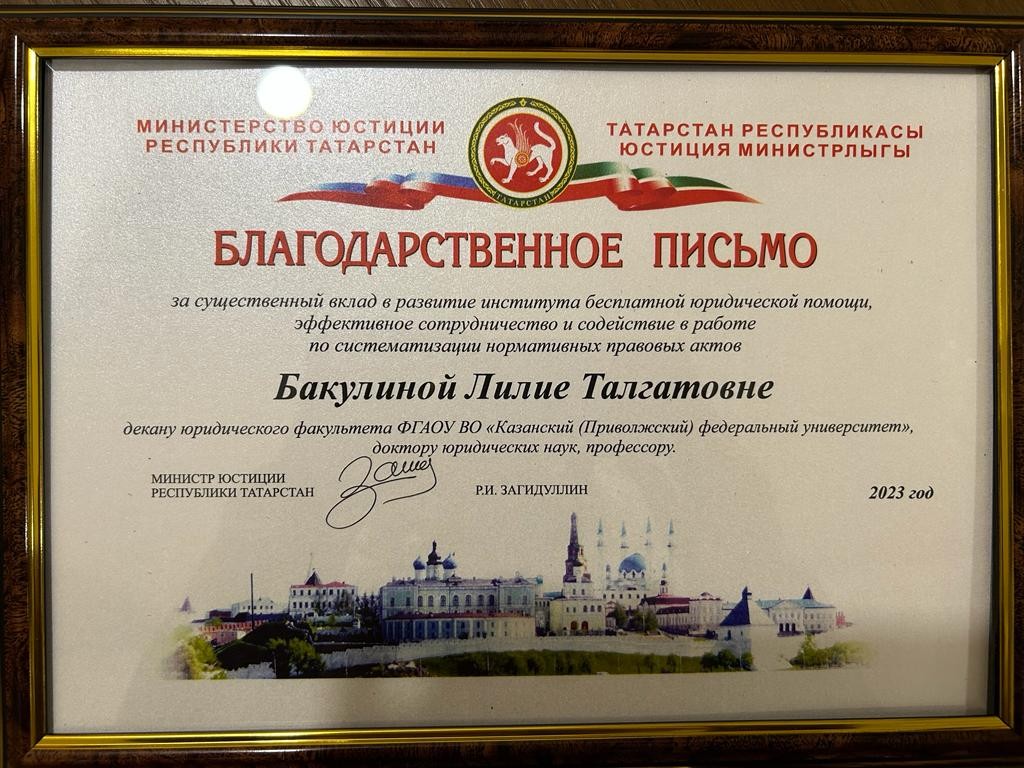 МИНИСТЕРСТВО ЮСТИЦИИ
РЕСПУБЛИКИ ТАТАРСТАН
ТАТАРСТАН РЕСПУБЛИКАСЫ
ЮСТИЦИЯ МИНИСТРЛЫГЫ
ТАТАРСТАН
БЛАГОДАРСТВЕННОЕ ПИСЬМО
за существенный вклад в развитие института бесплатной юридической помощи,
эффективное сотрудничество и содействие в работе
по систематизации нормативных правовых актов
Бакулиной Лилие Талгатовне
декану юридического факультета ФГАОУ ВО «Казанский (Приволжский) федеральный университет»,
доктору юридических наук, профессору.
МИНИСТР ЮСТИЦИИ
РЕСПУБЛИКИ ТАТАРСТАН
Р.И. ЗАГИДУЛЛИН
2023 год